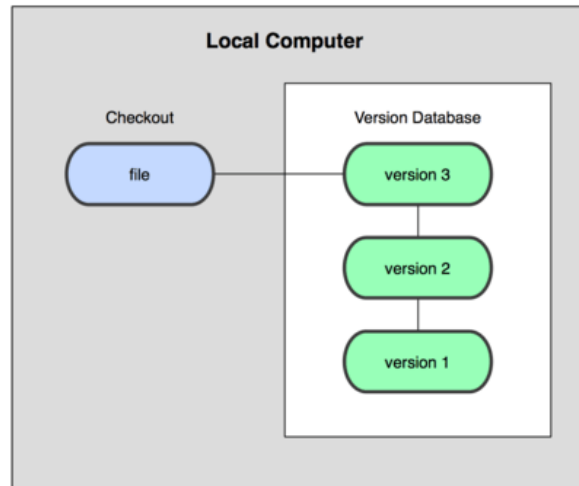 Local Computer
Checkout
Version Database
file
version 3
version 2
version 1